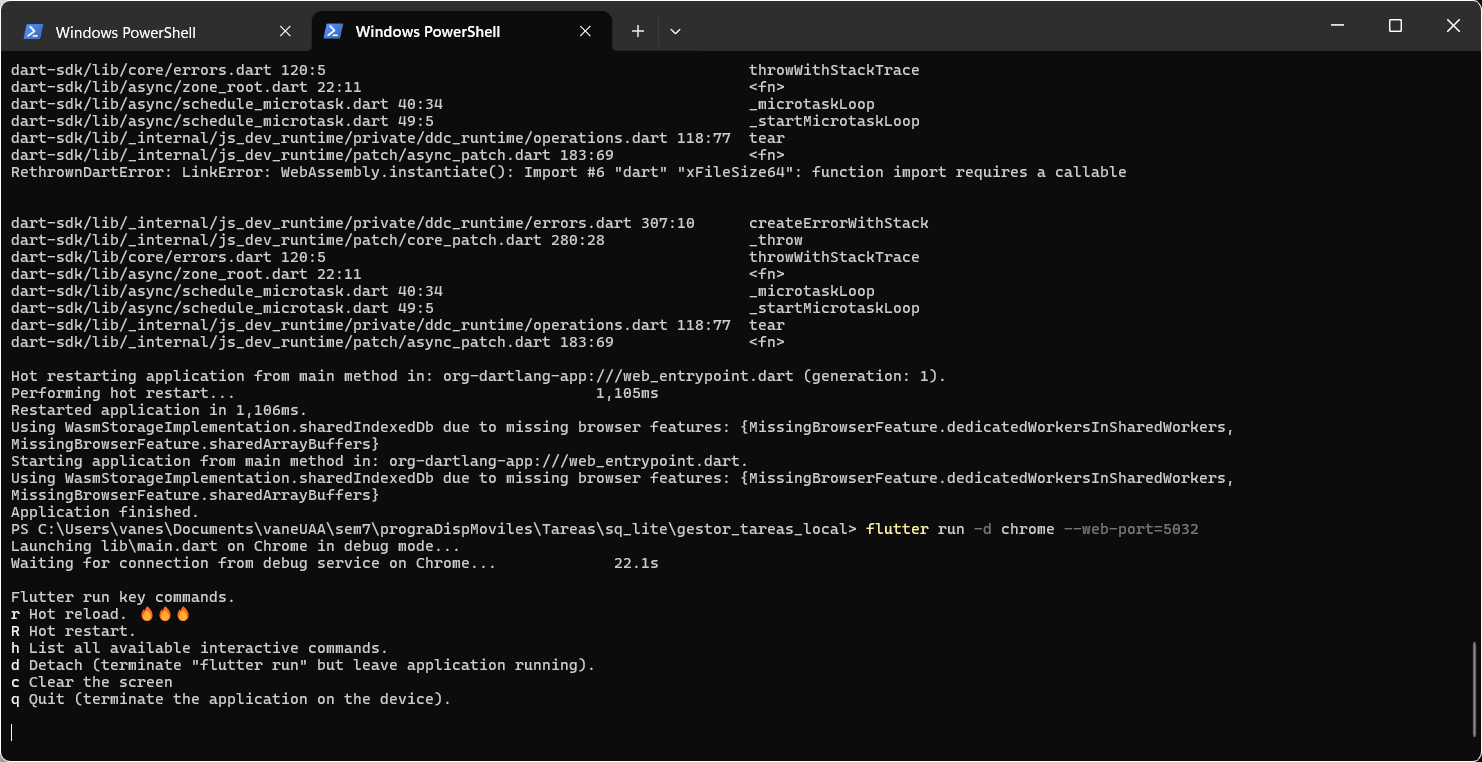 Windows PowerShell
Windows PowerShell
dart-sdk/lib/core/errors.dart 120:5 throwWithStackTrace
dart-sdk/lib/async/zone_root.dart 22:11 <fn>
dart-sdk/lib/async/schedule_microtask.dart 40:34 _microtaskLoop
dart-sdk/lib/async/schedule_microtask.dart 49:5 _startMicrotaskLoop
dart-sdk/lib/_internal/js_dev_runtime/private/ddc_runtime/operations.dart 118:77 tear
dart-sdk/lib/_internal/js_dev_runtime/patch/async_patch.dart 183:69 <fn>
RethrownDartError: LinkError: WebAssembly.instantiate(): Import #6 "dart" "xFileSize64": function import requires a callable
dart-sdk/lib/_internal/js_dev_runtime/private/ddc_runtime/errors.dart 307:10 createErrorWithStack
dart-sdk/lib/_internal/js_dev_runtime/patch/core_patch.dart 280:28 _throw
dart-sdk/lib/core/errors.dart 120:5 throwWithStackTrace
dart-sdk/lib/async/zone_root.dart 22:11 <fn>
dart-sdk/lib/async/schedule_microtask.dart 40:34 _microtaskLoop
dart-sdk/lib/async/schedule_microtask.dart 49:5 _startMicrotaskLoop
dart-sdk/lib/_internal/js_dev_runtime/private/ddc_runtime/operations.dart 118:77 tear
dart-sdk/lib/_internal/js_dev_runtime/patch/async_patch.dart 183:69 <fn>
Hot restarting application from main method in: org-dartlang-app:///web_entrypoint.dart (generation: 1).
Performing hot restart... 1,105ms
Restarted application in 1,106ms.
Using WasmStorageImplementation.sharedIndexedDb due to missing browser features: {MissingBrowserFeature.dedicatedWorkersInSharedWorkers,
MissingBrowserFeature.sharedArrayBuffers}
Starting application from main method in: org-dartlang-app:///web_entrypoint.dart.
Using WasmStorageImplementation.sharedIndexedDb due to missing browser features: {MissingBrowserFeature.dedicatedWorkersInSharedWorkers,
MissingBrowserFeature.sharedArrayBuffers}
Application finished.
PS C:\Users\vanes\Documents\vaneUAA\sem7\prograDispMoviles\Tareas\sq_lite\gestor_tareas_local> flutter run -d chrome --web-port=5032
Launching lib\main.dart on Chrome in debug mode...
Waiting for connection from debug service on Chrome... 22.1s
Flutter run key commands.
r Hot reload. 🔥🔥🔥
R Hot restart.
h List all available interactive commands.
d Detach (terminate "flutter run" but leave application running).
c Clear the screen
q Quit (terminate the application on the device).